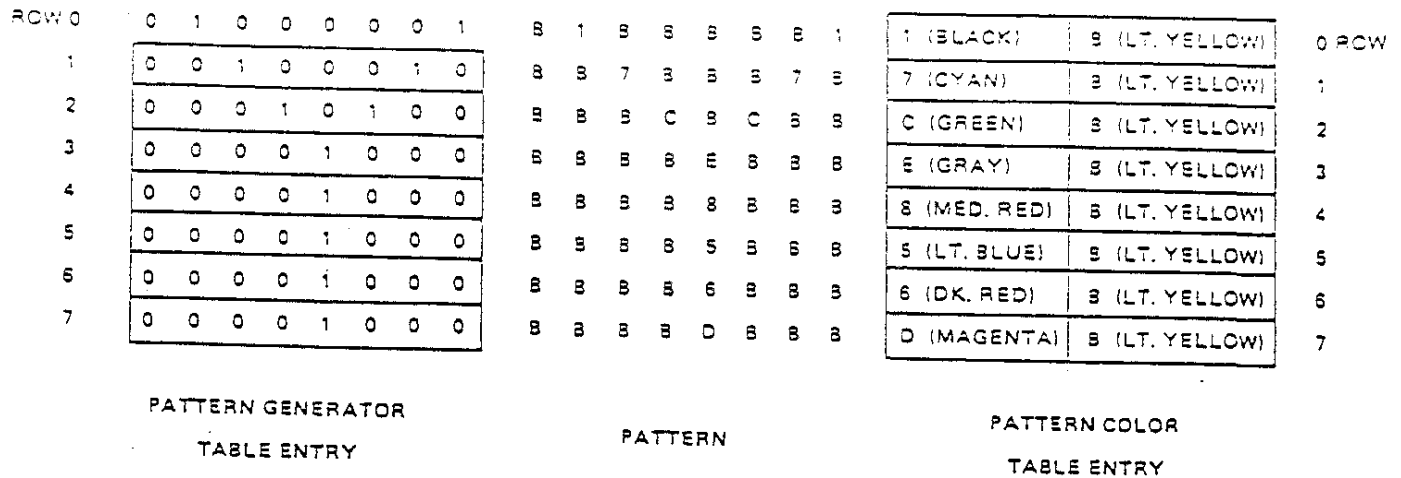 ROW 0 0 1 0 0 0 0 0 1 B 1 B B B B B 1 1 (BLACK) B (LT. YELLOW) 0 ROW
1 0 0 1 0 0 0 1 0 B B 7 B B B 7 B 7 (CYAN) B (LT. YELLOW) 1
2 0 0 0 1 0 1 0 0 B B B C B C B B C (GREEN) B (LT. YELLOW) 2
3 0 0 0 0 1 0 0 0 B B B B E B B B E (GRAY) B (LT. YELLOW) 3
4 0 0 0 0 1 0 0 0 B B B B 8 B B B 8 (MED. RED) B (LT. YELLOW) 4
5 0 0 0 0 1 0 0 0 B B B B 5 B B B 5 (LT. BLUE) B (LT. YELLOW) 5
6 0 0 0 0 1 0 0 0 B B B B 6 B B B 6 (DK. RED) B (LT. YELLOW) 6
7 0 0 0 0 1 0 0 0 B B B B D B B B D (MAGENTA) B (LT. YELLOW) 7
PATTERN GENERATOR
TABLE ENTRY
PATTERN
PATTERN COLOR
TABLE ENTRY